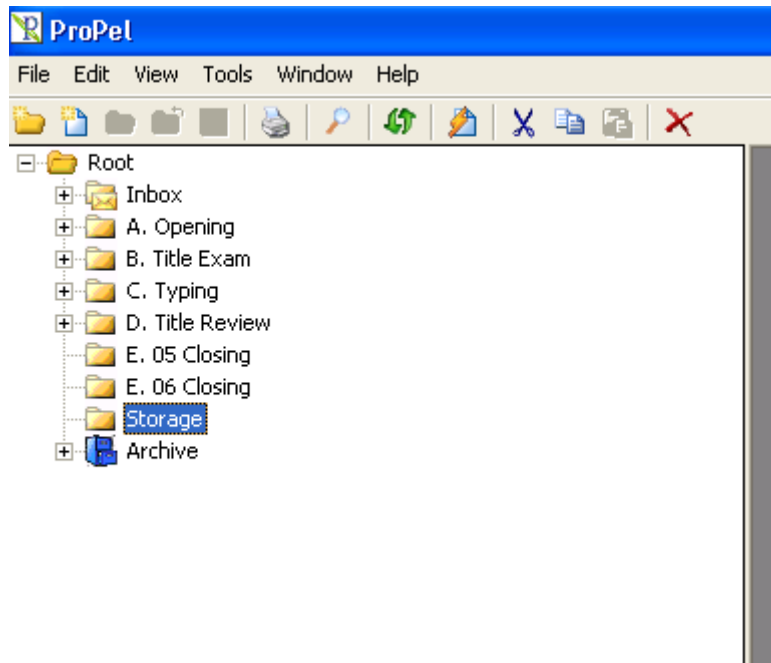 ProPel
File Edit View Tools Window Help
Root
Inbox
A. Opening
B. Title Exam
C. Typing
D. Title Review
E. 05 Closing
E. 06 Closing
Storage
Archive